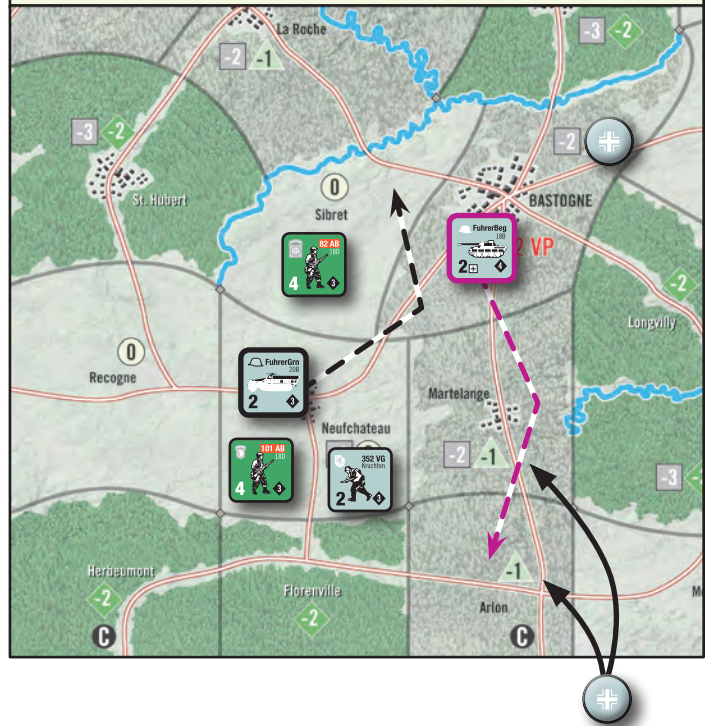 La Roche
-2 -1
-3 -2
-3 -2
-2
St. Hubert
0
Sibret
BASTOGNE
82 AB
18D
4 3
FuhrerBeg
18B
2 4
2 VP
-2
Longvilly
0
Recogne
FuhrerGrn
20B
2 3
Martelange
Neufchateau
-2 -1
101 AB
18D
4 3
352 VG
Kruchten
2 3
-3
Herbeumont
-2
Florenville
-2
-1
Arlon
C
C